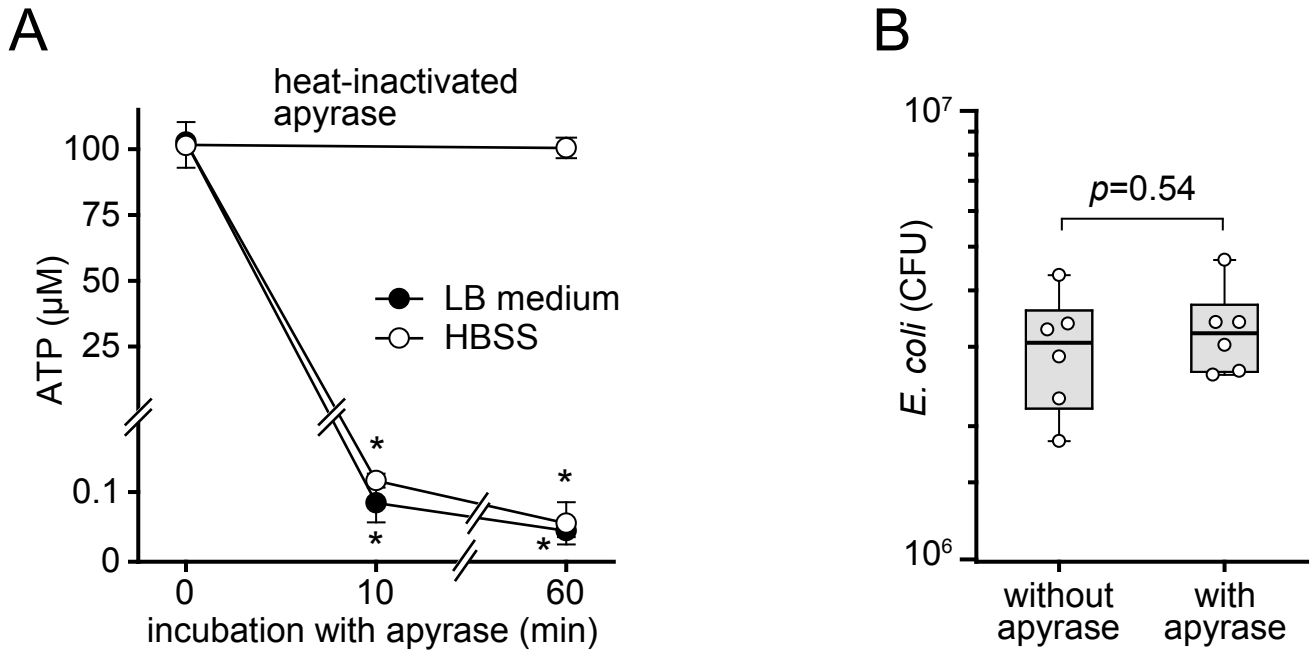 A
heat-inactivated
apyrase
100
75
50
25
0.1
0
ATP (µM)
LB medium
HBSS
*
*
*
*
0
10
60
incubation with apyrase (min)
B
10⁷
10⁶
E. coli (CFU)
p=0.54
without
apyrase
with
apyrase